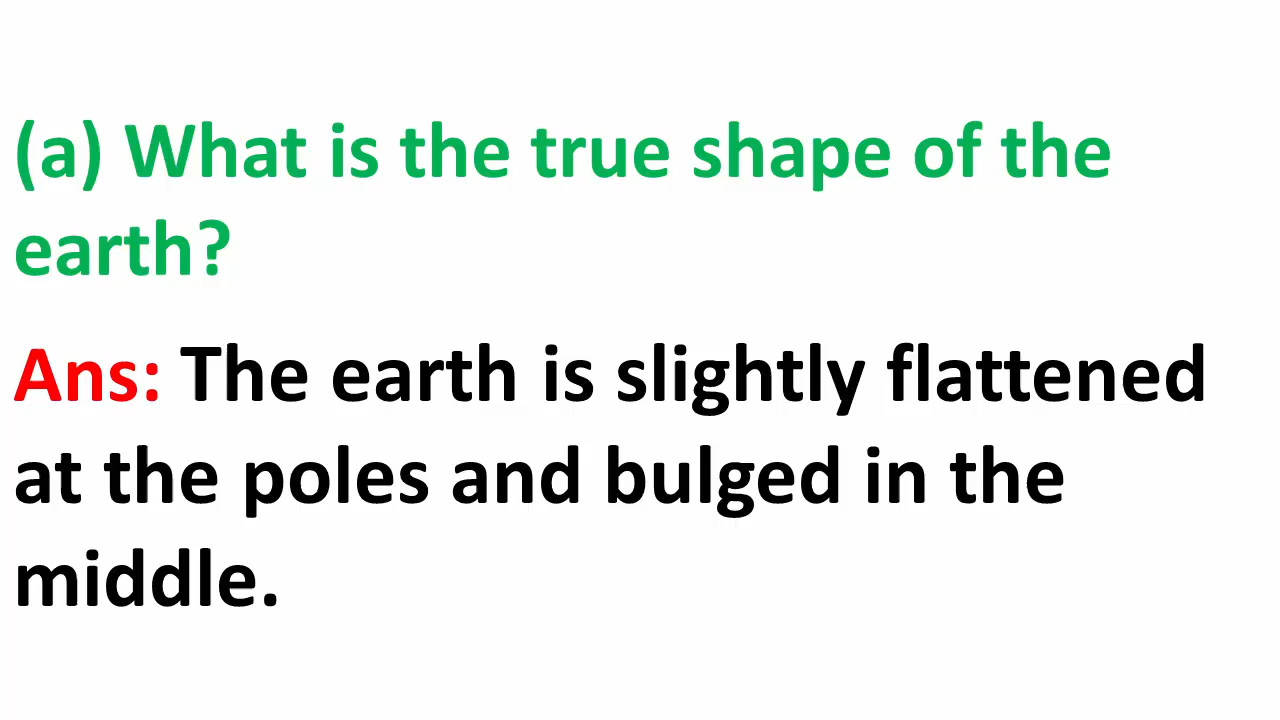 (a) What is the true shape of the
earth?
Ans: The earth is slightly flattened
at the poles and bulged in the
middle.